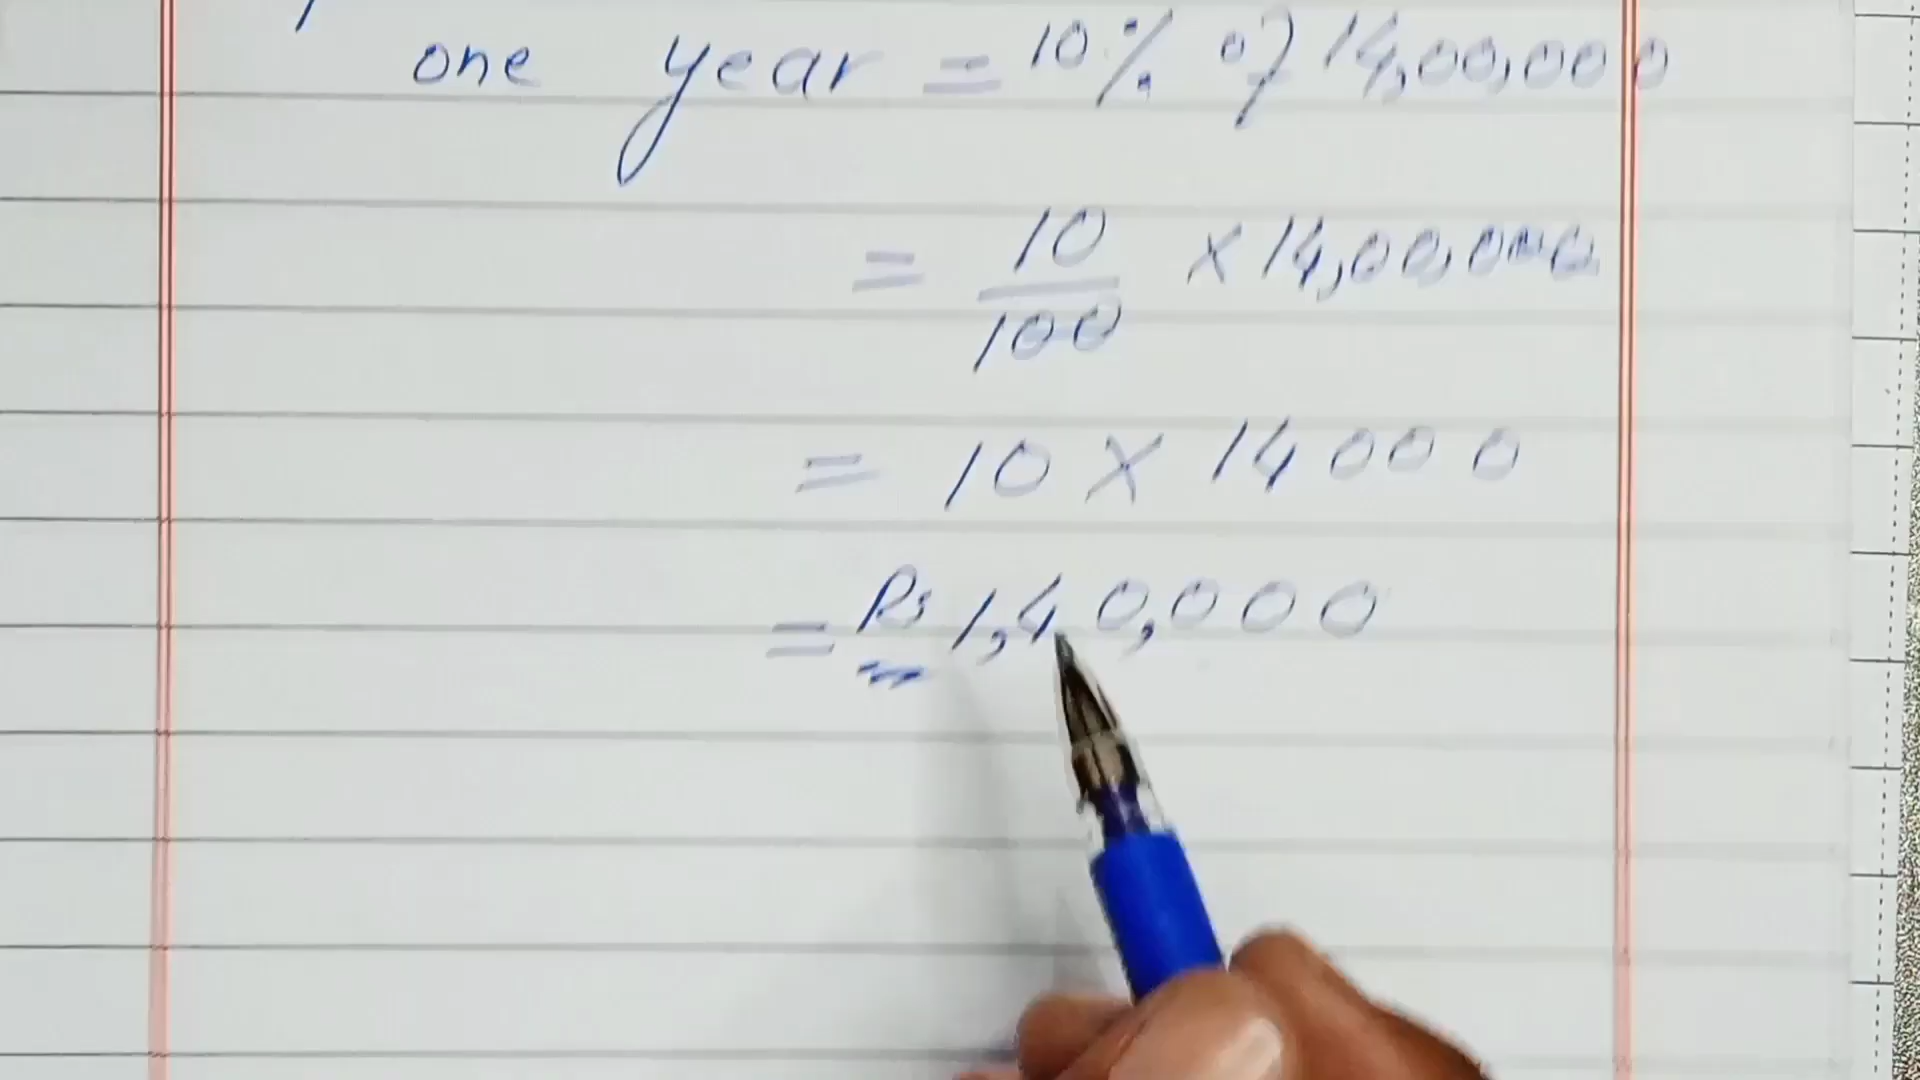 one year = 10% of 14,00,000
= 10/100 × 14,00,000
= 10 × 14000
= Rs 1,40,000